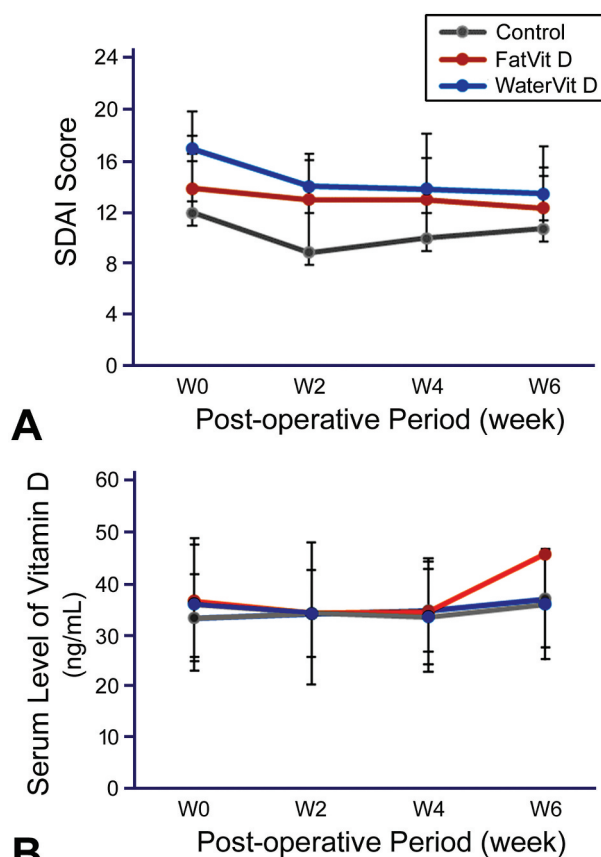 Control
FatVit D
WaterVit D
24
20
16
12
8
4
0
SDAI Score
W0 W2 W4 W6
Post-operative Period (week)
A
60
50
40
30
20
10
0
Serum Level of Vitamin D
(ng/mL)
W0 W2 W4 W6
Post-operative Period (week)
B